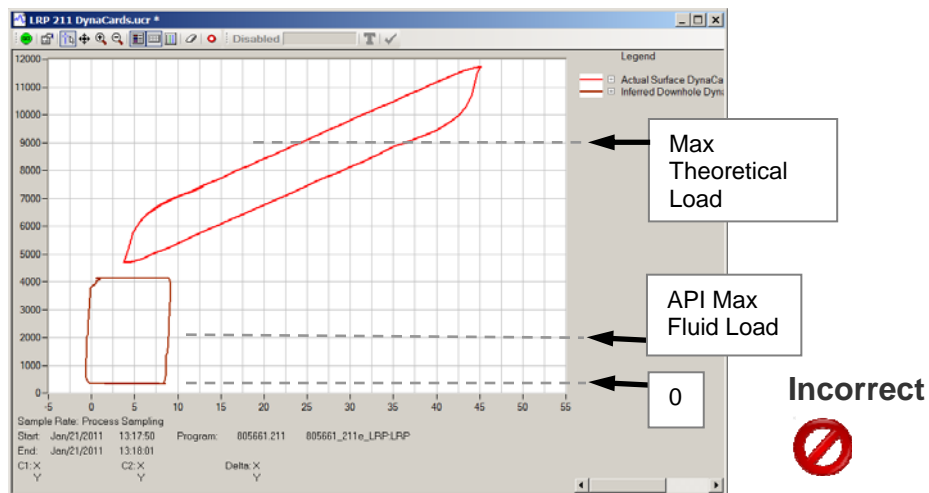 LRP 211 DynaCards.ucr *
Disabled
T
Legend
Actual Surface DynaCa
Inferred Downhole Dyn
12000
11000
10000
9000
8000
7000
6000
5000
4000
3000
2000
1000
0
-5 0 5 10 15 20 25 30 35 40 45 50 55
Max
Theoretical
Load
API Max
Fluid Load
0
Incorrect
Sample Rate: Process Sampling
Start: Jan/21/2011 13:17:50 Program: 805661.211 805661_211e_LRP:LRP
End: Jan/21/2011 13:18:01
C1: X C2: X Delta: X
Y Y Y